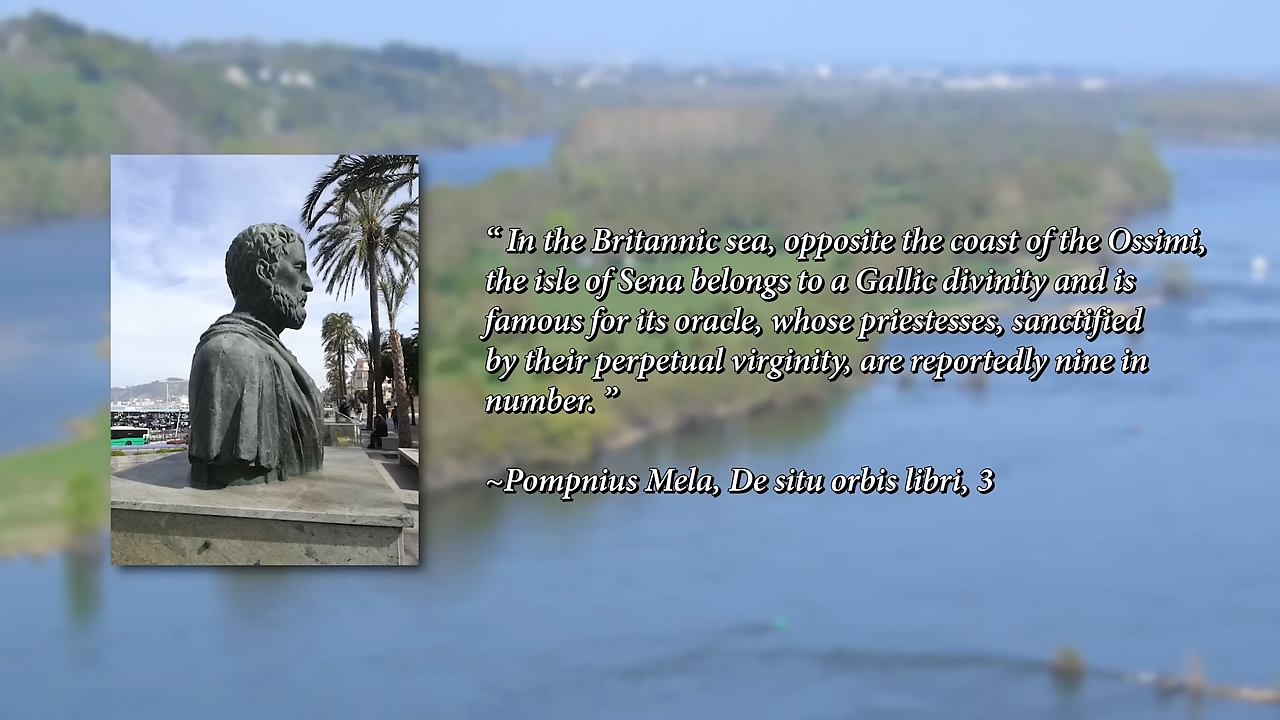 “ In the Britannic sea, opposite the coast of the Ossimi,
the isle of Sena belongs to a Gallic divinity and is
famous for its oracle, whose priestesses, sanctified
by their perpetual virginity, are reportedly nine in
number. ”
~Pompnius Mela, De situ orbis libri, 3